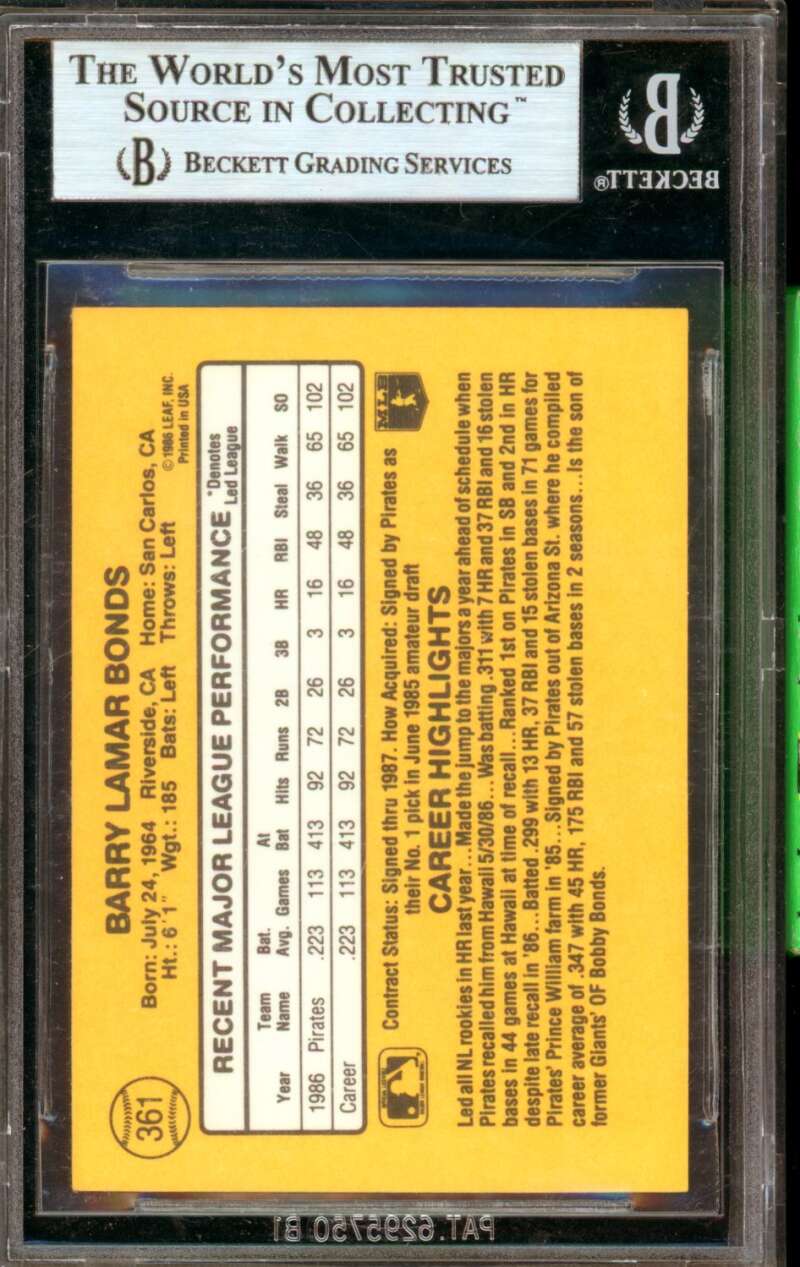 THE WORLD'S MOST TRUSTED
SOURCE IN COLLECTING™
B BECKETT GRADING SERVICES
B
BECKETT®
361
BARRY LAMAR BONDS
Born: July 24, 1964 Riverside, CA Home: San Carlos, CA
Ht.: 6'1" Wgt.: 185 Bats: Left Throws: Left
© 1986 LEAF, INC.
Printed in USA
RECENT MAJOR LEAGUE PERFORMANCE
*Denotes
Led League
Year Team Name Bat. Avg. Games At Bat Hits Runs 2B 3B HR RBI Steal Walk SO
1986 Pirates .223 113 413 92 72 26 3 16 48 36 65 102
Career .223 113 413 92 72 26 3 16 48 36 65 102
Contract Status: Signed thru 1987. How Acquired: Signed by Pirates as
their No. 1 pick in June 1985 amateur draft
MLB
CAREER HIGHLIGHTS
Led all NL rookies in HR last year...Made the jump to the majors a year ahead of schedule when
Pirates recalled him from Hawaii 5/30/86...Was batting .311 with 7 HR and 37 RBI and 16 stolen
bases in 44 games at Hawaii at time of recall...Ranked 1st on Pirates in SB and 2nd in HR
despite late recall in '86...Batted .299 with 13 HR, 37 RBI and 15 stolen bases in 71 games for
Pirates' Prince William farm in '85...Signed by Pirates out of Arizona St. where he compiled
career average of .347 with 45 HR, 175 RBI and 57 stolen bases in 2 seasons...Is the son of
former Giants' OF Bobby Bonds.
PAT. 6295750 B1